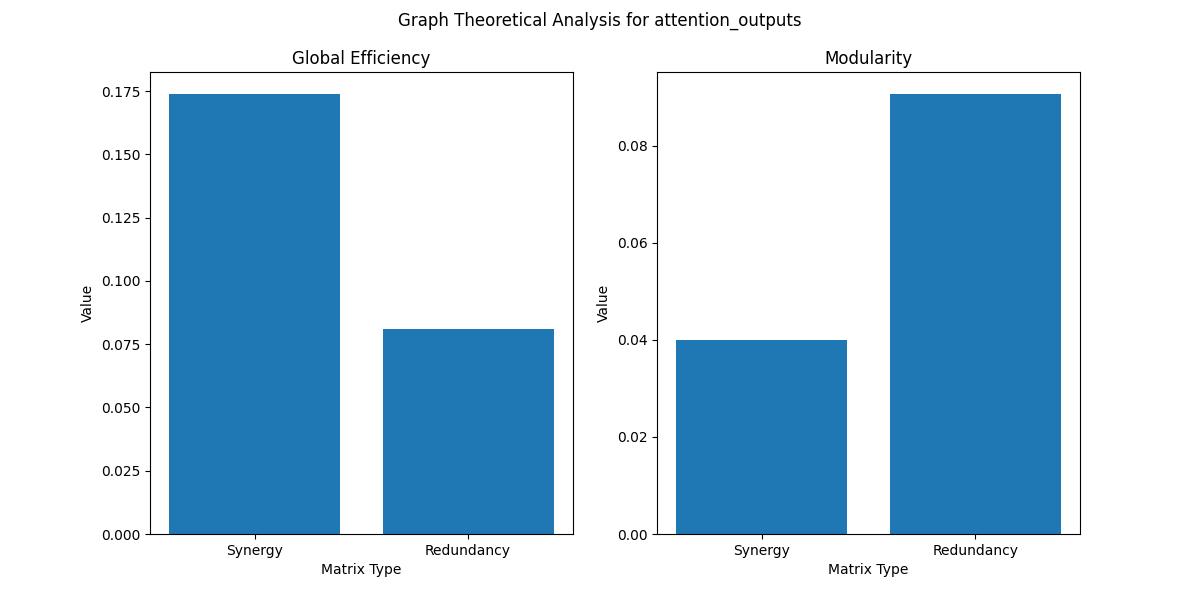 Graph Theoretical Analysis for attention_outputs
Global Efficiency
0.175
0.150
0.125
0.100
0.075
0.050
0.025
0.000
Value
Synergy
Redundancy
Matrix Type
Modularity
0.08
0.06
0.04
0.02
0.00
Value
Synergy
Redundancy
Matrix Type